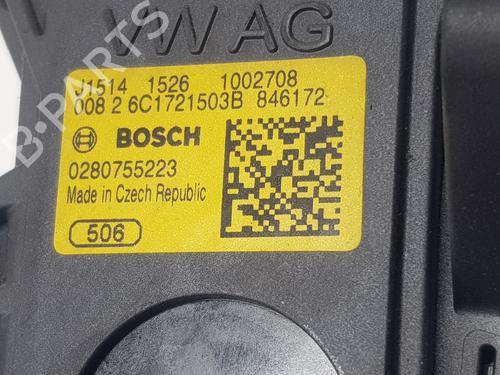 VW AG
J1514 1526 1002708
008 2 6C1721503B 846172
BOSCH
0280755223
Made in Czech Republic
506
B-PARTS